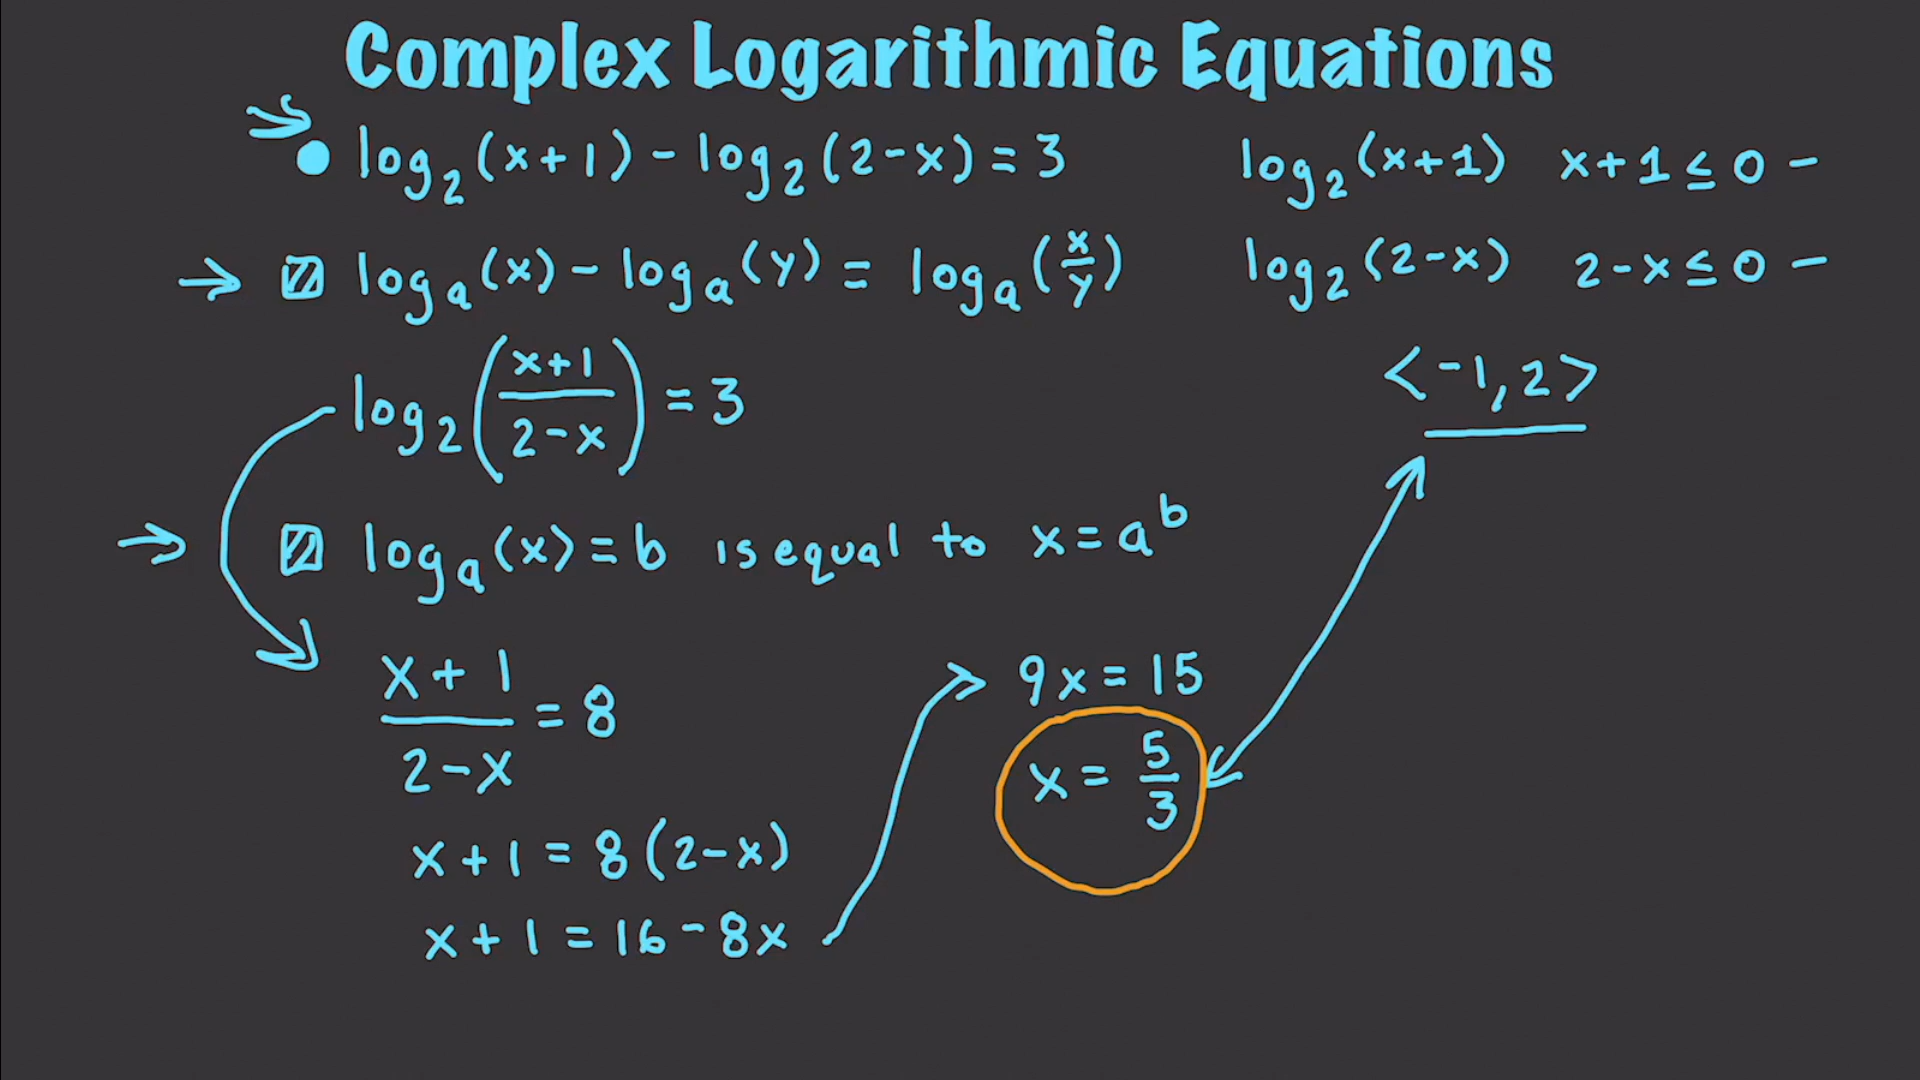 Complex Logarithmic Equations
log₂(x+1) - log₂(2-x) = 3
logₐ(x) - logₐ(y) = logₐ(x/y)
log₂((x+1)/(2-x)) = 3
logₐ(x) = b is equal to x = aᵇ
(x+1)/(2-x) = 8
x+1 = 8(2-x)
x+1 = 16-8x
9x = 15
x = 5/3
log₂(x+1) x+1 ≤ 0 -
log₂(2-x) 2-x ≤ 0 -
<-1,2>